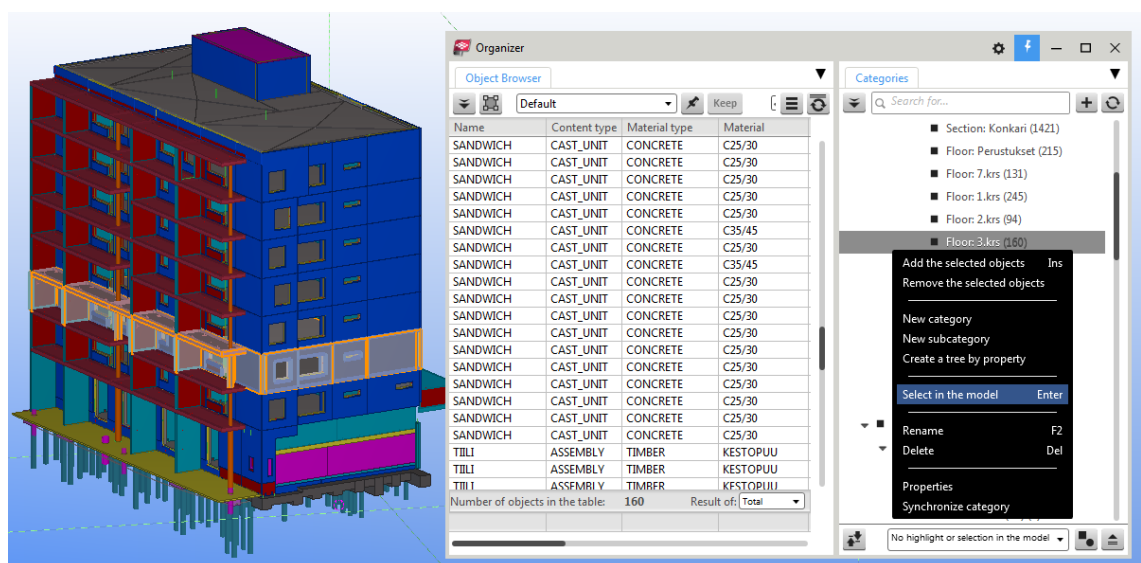 Organizer
Object Browser
Default
Keep
Name Content type Material type Material
SANDWICH CAST_UNIT CONCRETE C25/30
SANDWICH CAST_UNIT CONCRETE C25/30
SANDWICH CAST_UNIT CONCRETE C25/30
SANDWICH CAST_UNIT CONCRETE C25/30
SANDWICH CAST_UNIT CONCRETE C25/30
SANDWICH CAST_UNIT CONCRETE C35/45
SANDWICH CAST_UNIT CONCRETE C25/30
SANDWICH CAST_UNIT CONCRETE C35/45
SANDWICH CAST_UNIT CONCRETE C25/30
SANDWICH CAST_UNIT CONCRETE C25/30
SANDWICH CAST_UNIT CONCRETE C25/30
SANDWICH CAST_UNIT CONCRETE C25/30
SANDWICH CAST_UNIT CONCRETE C25/30
SANDWICH CAST_UNIT CONCRETE C25/30
SANDWICH CAST_UNIT CONCRETE C25/30
SANDWICH CAST_UNIT CONCRETE C25/30
SANDWICH CAST_UNIT CONCRETE C25/30
SANDWICH CAST_UNIT CONCRETE C25/30
TIILI ASSEMBLY TIMBER KESTOPUU
TIILI ASSEMBLY TIMBER KESTOPUU
TIILI ASSEMBLY TIMBER KESTOPUU
Number of objects in the table: 160 Result of: Total
Categories
Search for...
Section: Konkari (1421)
Floor: Perustukset (215)
Floor: 7.krs (131)
Floor: 1.krs (245)
Floor: 2.krs (94)
Floor: 3.krs (160)
Add the selected objects Ins
Remove the selected objects
New category
New subcategory
Create a tree by property
Select in the model Enter
Rename F2
Delete Del
Properties
Synchronize category
No highlight or selection in the model